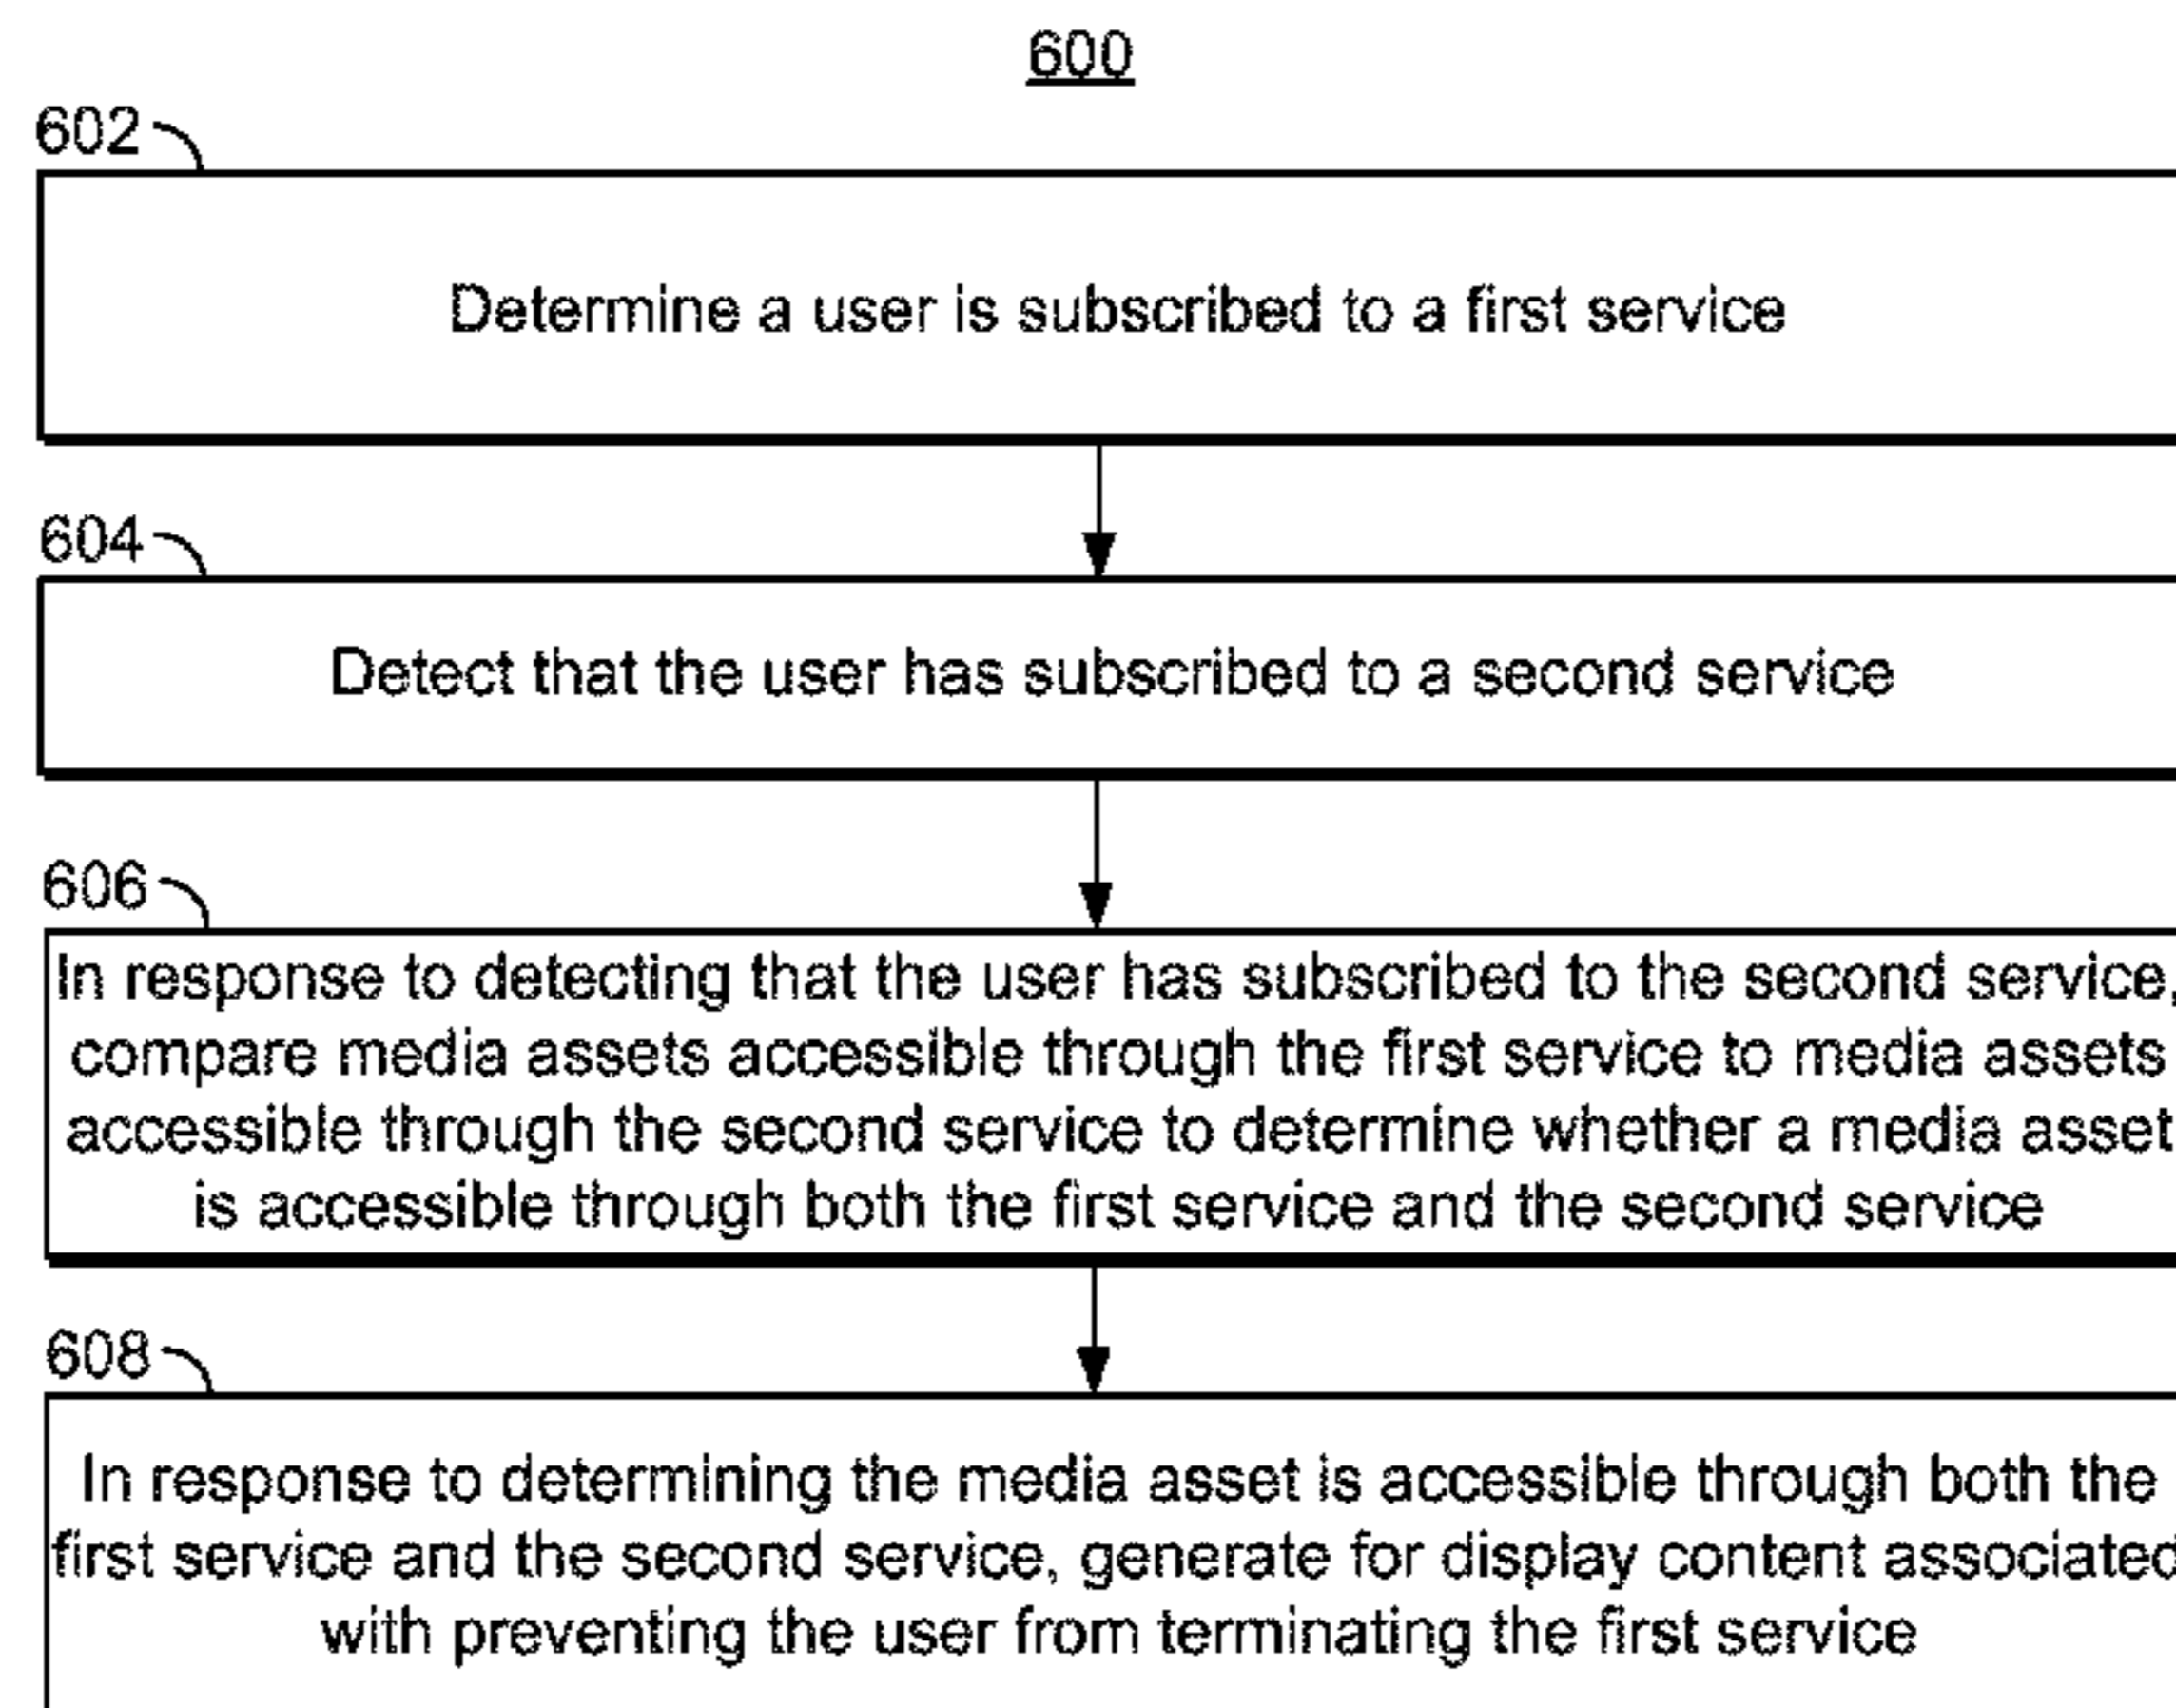 600
602
Determine a user is subscribed to a first service
604
Detect that the user has subscribed to a second service
606
In response to detecting that the user has subscribed to the second service,
compare media assets accessible through the first service to media assets
accessible through the second service to determine whether a media asset
is accessible through both the first service and the second service
608
In response to determining the media asset is accessible through both the
first service and the second service, generate for display content associated
with preventing the user from terminating the first service